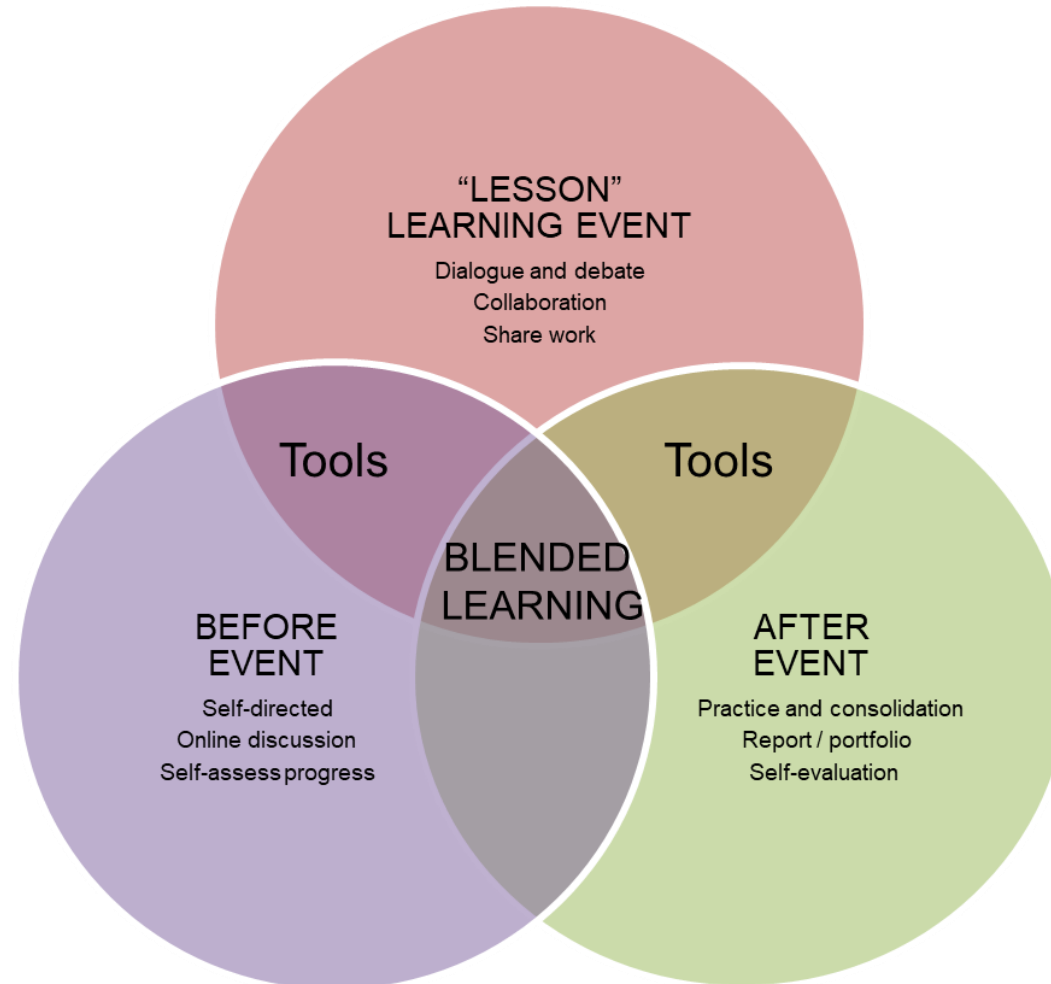 “LESSON”
LEARNING EVENT
Dialogue and debate
Collaboration
Share work
Tools
Tools
BLENDED
LEARNING
BEFORE
EVENT
Self-directed
Online discussion
Self-assess progress
AFTER
EVENT
Practice and consolidation
Report / portfolio
Self-evaluation